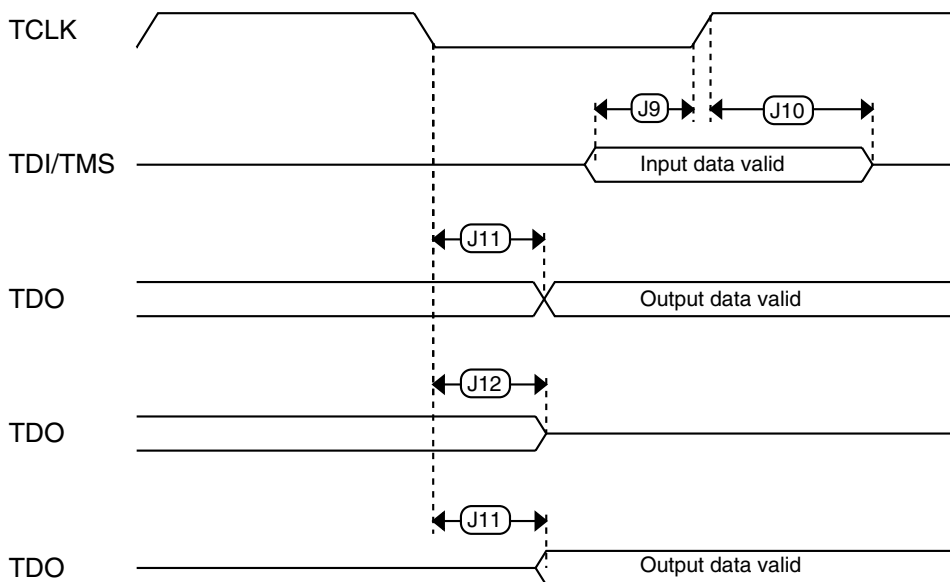 TCLK
J9
J10
TDI/TMS
Input data valid
J11
TDO
Output data valid
J12
TDO
J11
TDO
Output data valid